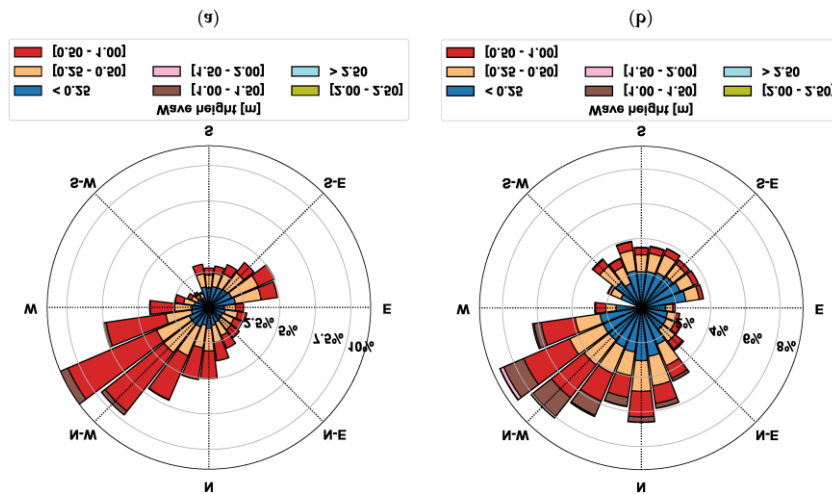 N
N-W
N-E
10%
7.5%
5%
2.5%
W
E
S-W
S-E
S
Wave height [m]
< 0.25
[0.25 - 0.50]
[0.50 - 1.00]
[1.00 - 1.50]
[1.50 - 2.00]
[2.00 - 2.50]
> 2.50
(a)
N
N-W
N-E
8%
6%
4%
2%
W
E
S-W
S-E
S
Wave height [m]
< 0.25
[0.25 - 0.50]
[0.50 - 1.00]
[1.00 - 1.50]
[1.50 - 2.00]
[2.00 - 2.50]
> 2.50
(b)